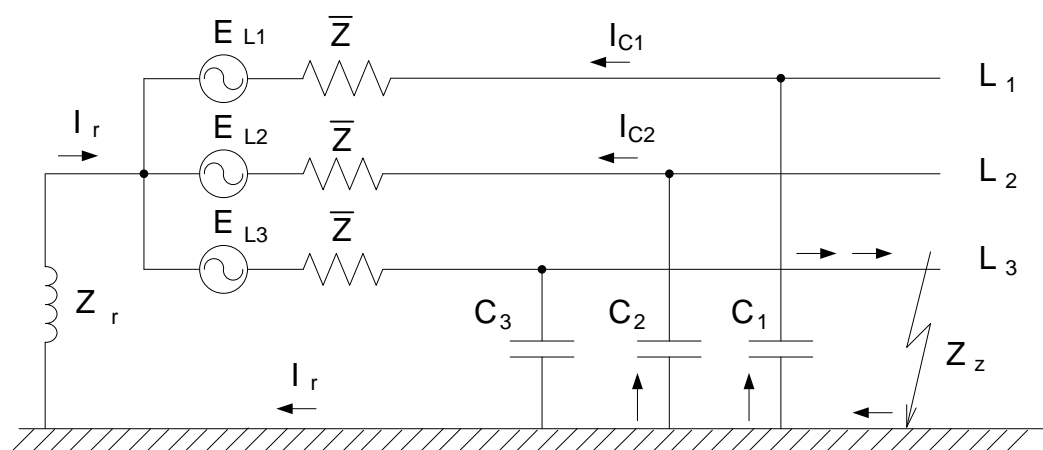 E L1
Z̅
I C1
L 1
I r
E L2
Z̅
I C2
L 2
E L3
Z̅
L 3
Z r
C 3
C 2
C 1
Z z
I r